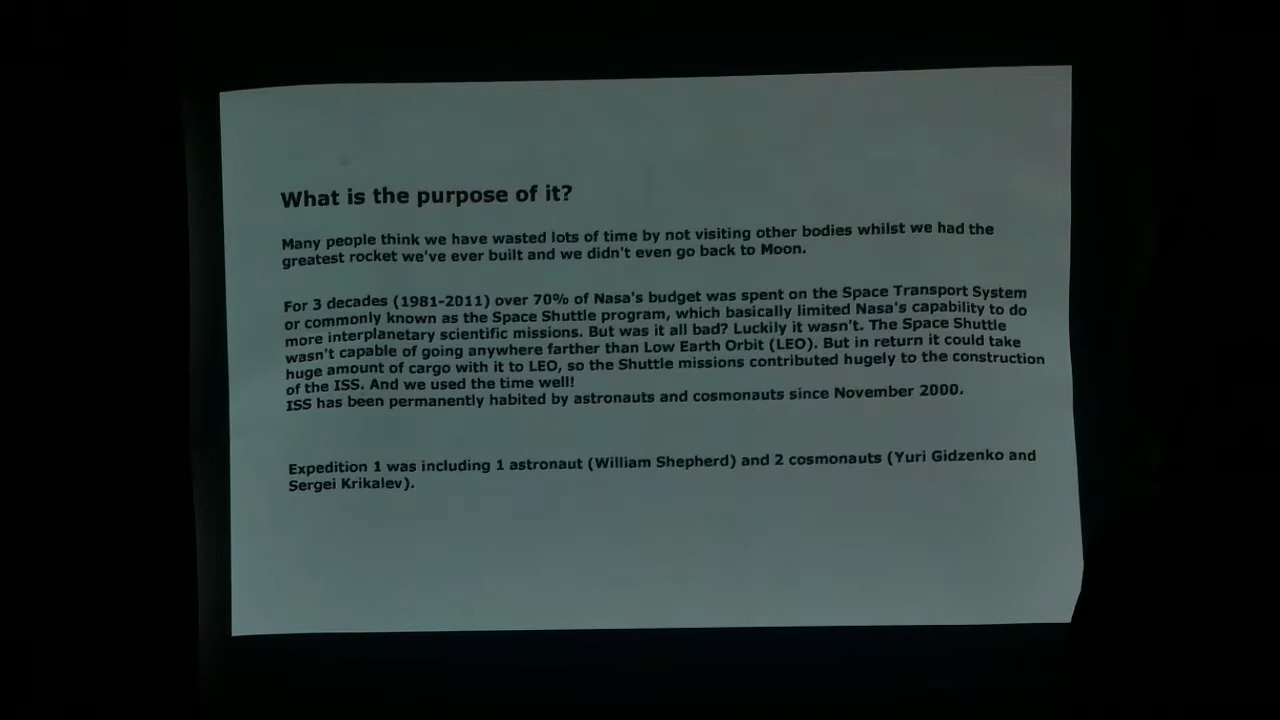 What is the purpose of it?
Many people think we have wasted lots of time by not visiting other bodies whilst we had the
greatest rocket we've ever built and we didn't even go back to Moon.
For 3 decades (1981-2011) over 70% of Nasa's budget was spent on the Space Transport System
or commonly known as the Space Shuttle program, which basically limited Nasa's capability to do
more interplanetary scientific missions. But was it all bad? Luckily it wasn't. The Space Shuttle
wasn't capable of going anywhere farther than Low Earth Orbit (LEO). But in return it could take
huge amount of cargo with it to LEO, so the Shuttle missions contributed hugely to the construction
of the ISS. And we used the time well!
ISS has been permanently habited by astronauts and cosmonauts since November 2000.
Expedition 1 was including 1 astronaut (William Shepherd) and 2 cosmonauts (Yuri Gidzenko and
Sergei Krikalev).